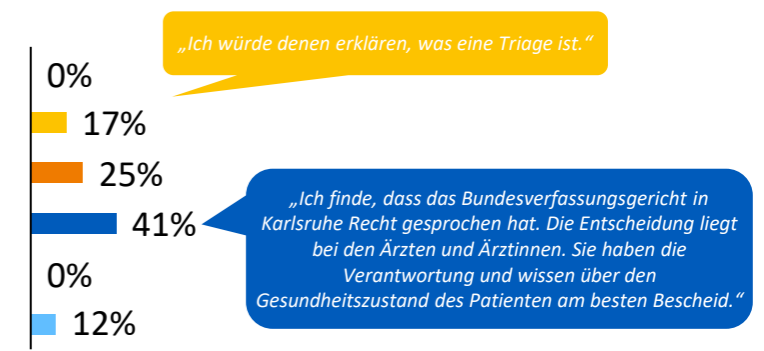 „Ich würde denen erklären, was eine Triage ist.“
0%
17%
25%
41%
„Ich finde, dass das Bundesverfassungsgericht in
Karlsruhe Recht gesprochen hat. Die Entscheidung liegt
bei den Ärzten und Ärztinnen. Sie haben die
Verantwortung und wissen über den
Gesundheitszustand des Patienten am besten Bescheid.“
0%
12%